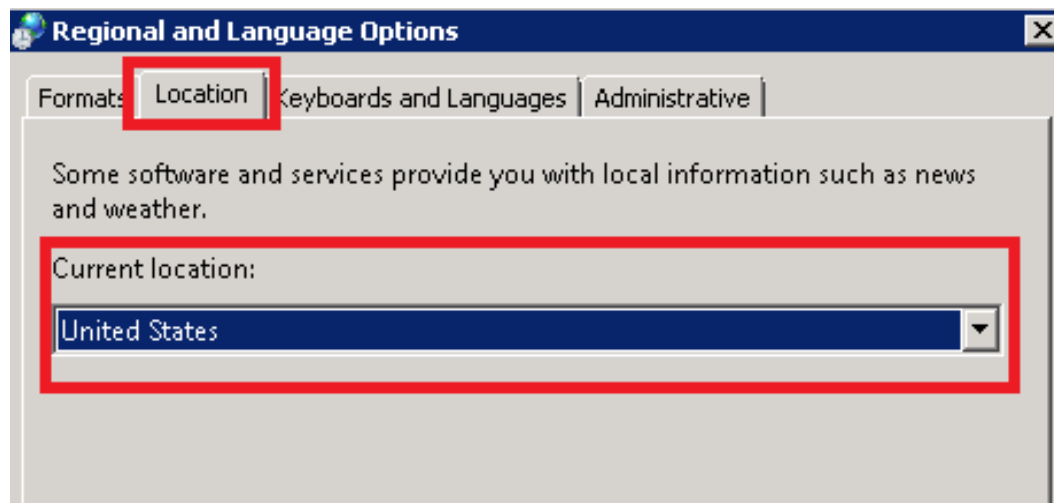 Regional and Language Options
Formats Location Keyboards and Languages Administrative
Some software and services provide you with local information such as news
and weather.
Current location:
United States